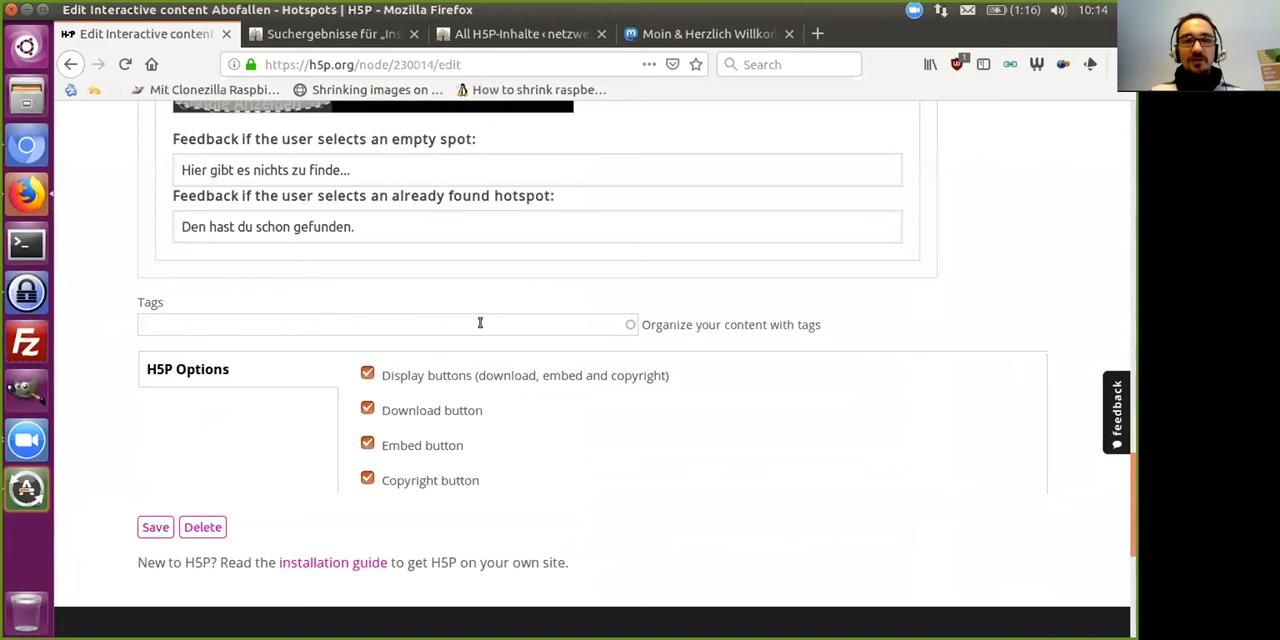 Edit Interactive content Abofallen - Hotspots | H5P - Mozilla Firefox
(1:16)
10:14
H-P Edit Interactive content
Suchergebnisse für „Ins
All H5P-Inhalte ‹ netzwe
Moin & Herzlich Willkor
https://h5p.org/node/230014/edit
Search
Mit Clonezilla Raspbi...
Shrinking images on ...
How to shrink raspbe...
Feedback if the user selects an empty spot:
Hier gibt es nichts zu finde...
Feedback if the user selects an already found hotspot:
Den hast du schon gefunden.
Tags
Organize your content with tags
H5P Options
Display buttons (download, embed and copyright)
Download button
Embed button
Copyright button
feedback
Save
Delete
New to H5P? Read the installation guide to get H5P on your own site.